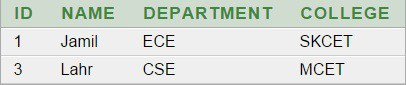 ID NAME DEPARTMENT COLLEGE
1 Jamil ECE SKCET
3 Lahr CSE MCET